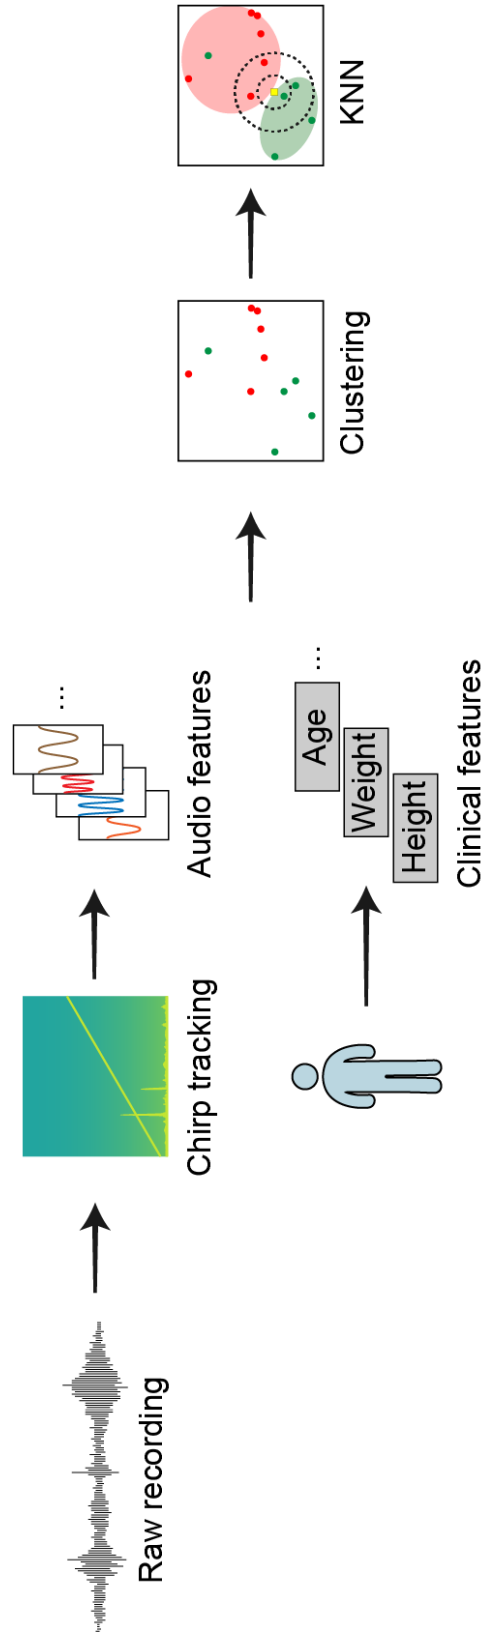 Raw recording
Chirp tracking
...
Audio features
Age
...
Weight
Height
Clinical features
Clustering
KNN